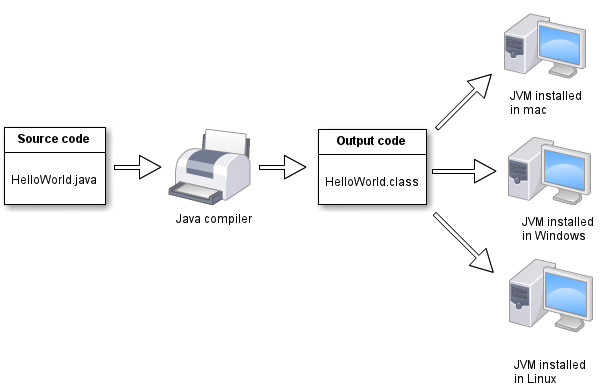 Source code
HelloWorld.java
Java compiler
Output code
HelloWorld.class
JVM installed
in mac
JVM installed
in Windows
JVM installed
in Linux